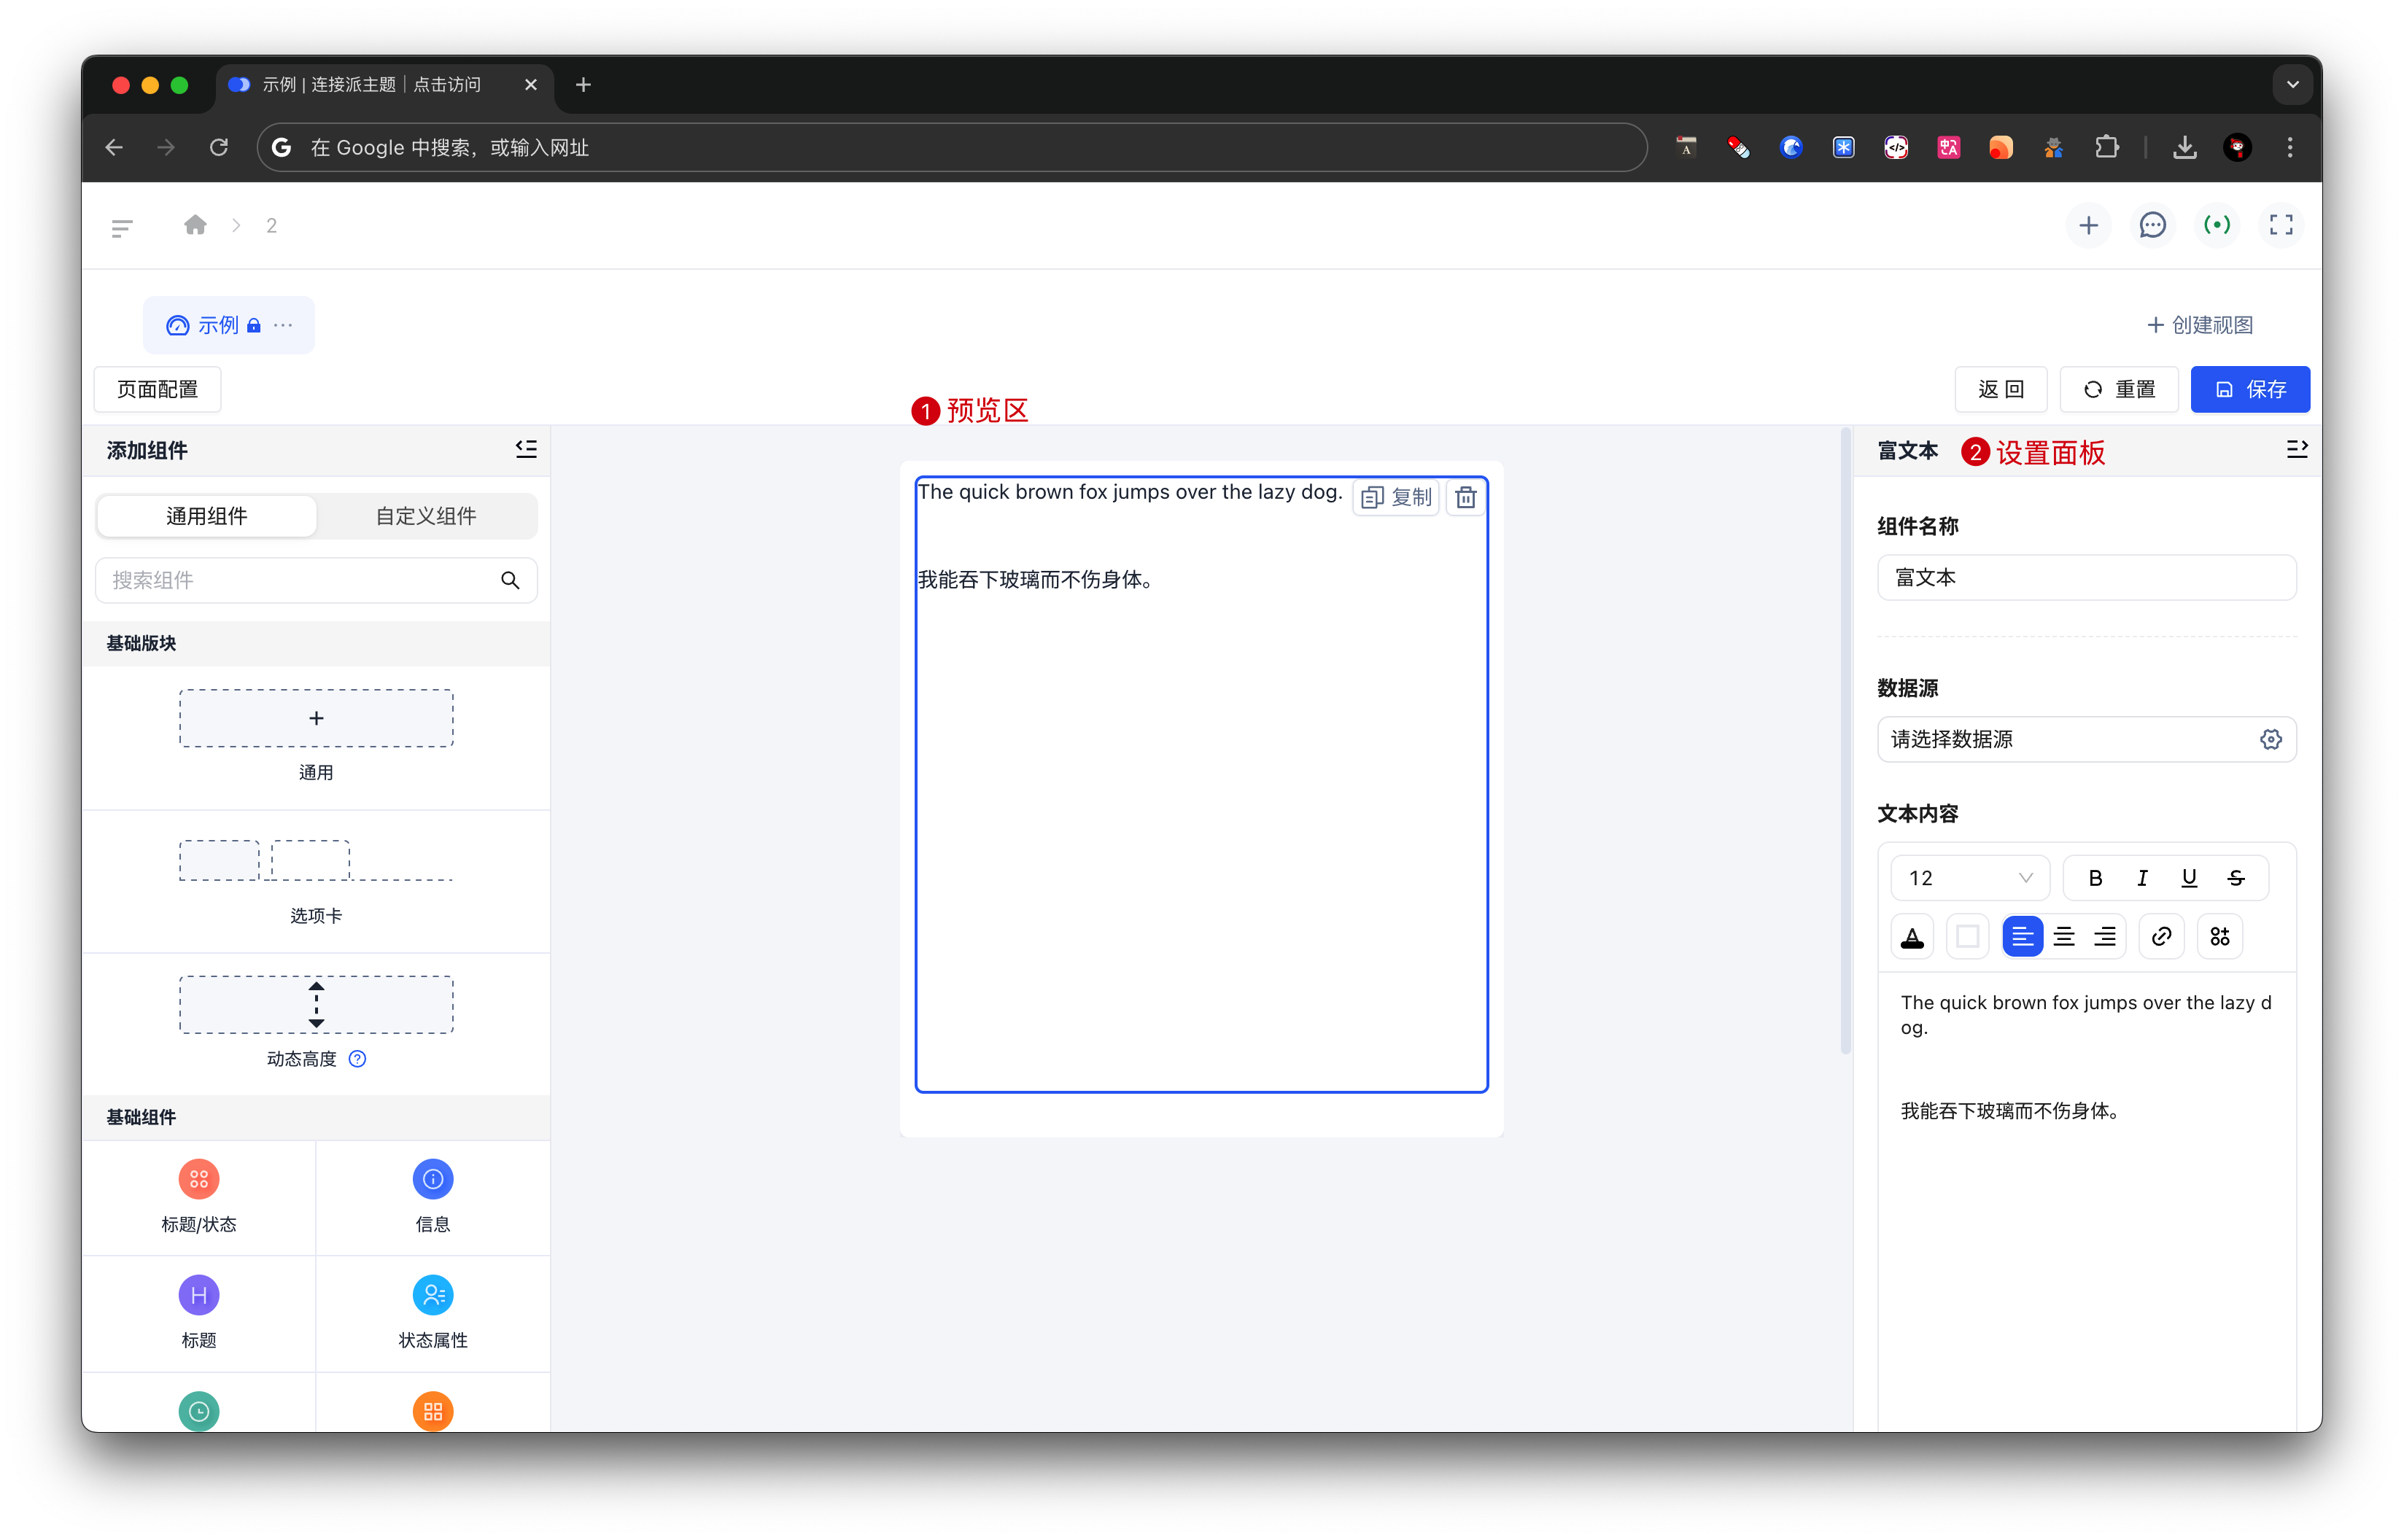 示例 | 连接派主题｜点击访问
在 Google 中搜索，或输入网址
2
示例
创建视图
页面配置
返 回
重置
保存
1 预览区
添加组件
富文本
2 设置面板
通用组件
自定义组件
搜索组件
The quick brown fox jumps over the lazy dog.
复制
我能吞下玻璃而不伤身体。
组件名称
富文本
基础版块
通用
选项卡
动态高度
数据源
请选择数据源
文本内容
12
B I U S
The quick brown fox jumps over the lazy d
og.
我能吞下玻璃而不伤身体。
基础组件
标题/状态
信息
标题
状态属性